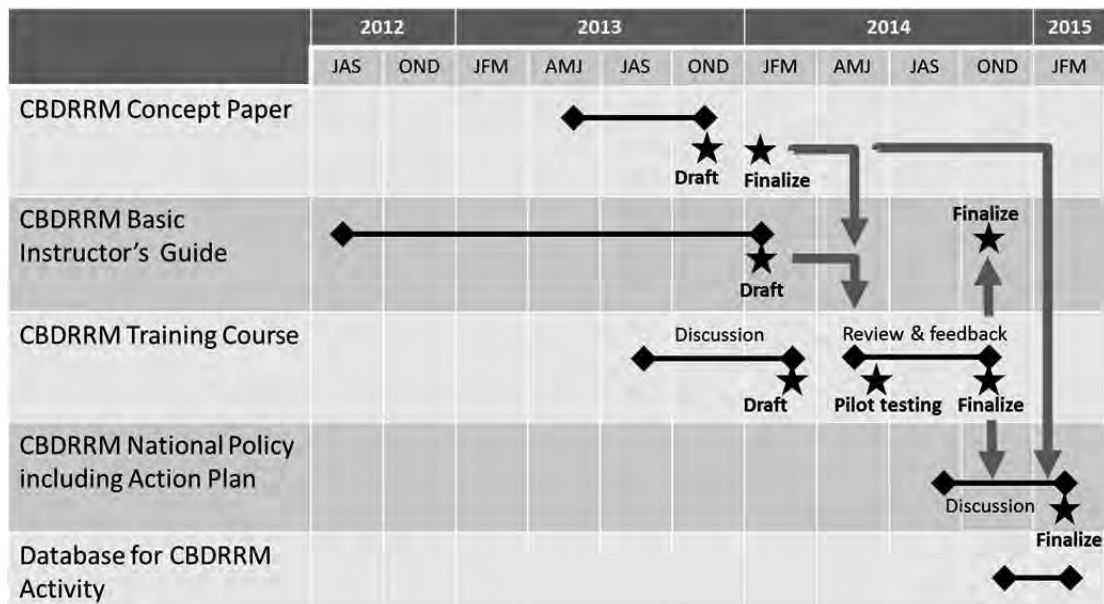 2012 2013 2014 2015
JAS OND JFM AMJ JAS OND JFM AMJ JAS OND JFM
CBDRRM Concept Paper
Draft
Finalize
CBDRRM Basic
Instructor's Guide
Finalize
Draft
CBDRRM Training Course
Discussion
Review & feedback
Draft
Pilot testing
Finalize
CBDRRM National Policy
including Action Plan
Discussion
Finalize
Database for CBDRRM
Activity